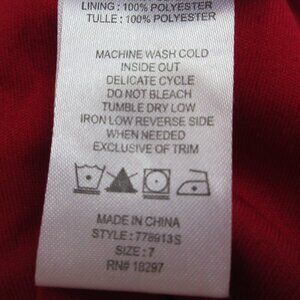 LINING : 100% POLYESTER
TULLE : 100% POLYESTER
MACHINE WASH COLD
INSIDE OUT
DELICATE CYCLE
DO NOT BLEACH
TUMBLE DRY LOW
IRON LOW REVERSE SIDE
WHEN NEEDED
EXCLUSIVE OF TRIM
MADE IN CHINA
STYLE : 778913S
SIZE : 7
RN# 18297